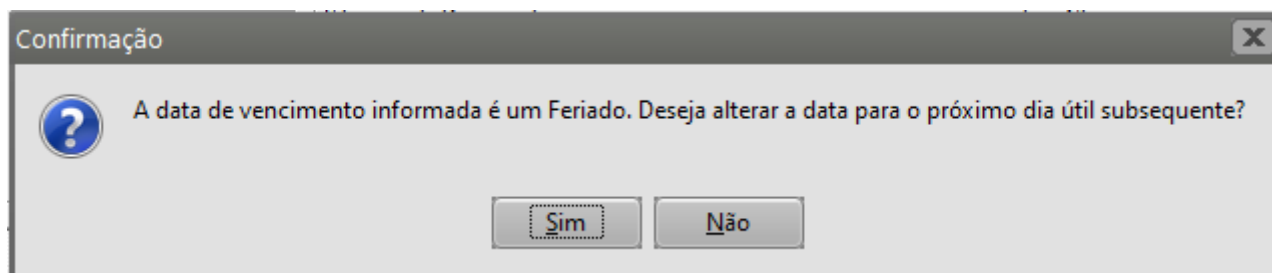 Confirmação
A data de vencimento informada é um Feriado. Deseja alterar a data para o próximo dia útil subsequente?
Sim
Não